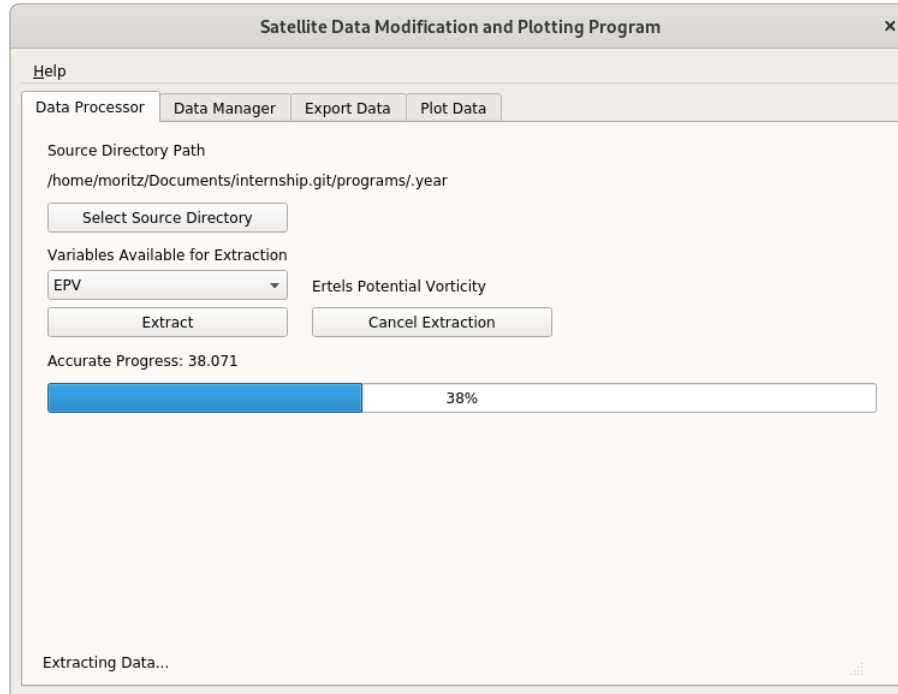 Satellite Data Modification and Plotting Program ×
Help
Data Processor Data Manager Export Data Plot Data
Source Directory Path
/home/moritz/Documents/internship.git/programs/.year
Select Source Directory
Variables Available for Extraction
EPV Ertels Potential Vorticity
Extract Cancel Extraction
Accurate Progress: 38.071
38%
Extracting Data...